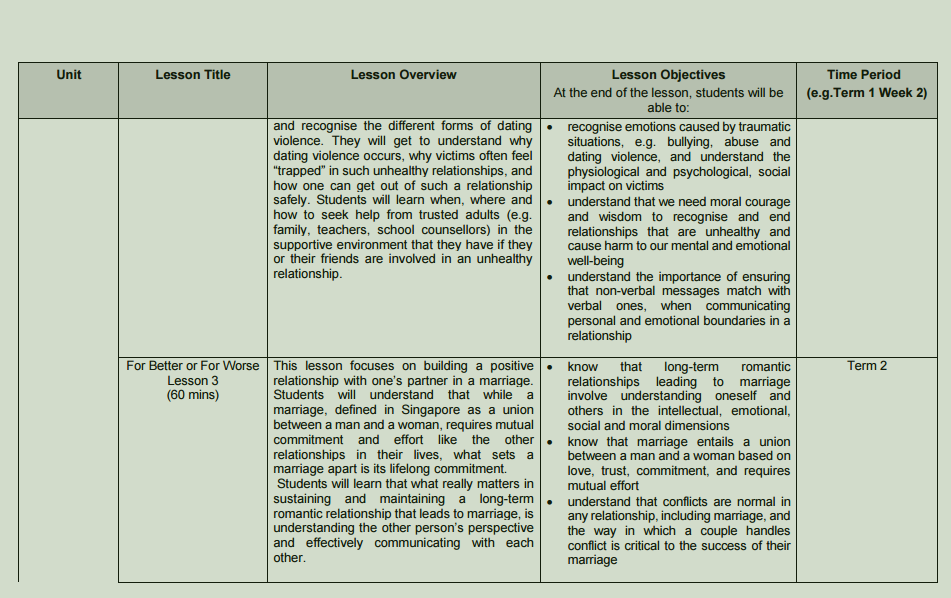 Unit
Lesson Title
Lesson Overview
Lesson Objectives
At the end of the lesson, students will be
able to:
Time Period
(e.g.Term 1 Week 2)
and recognise the different forms of dating
violence. They will get to understand why
dating violence occurs, why victims often feel
“trapped” in such unhealthy relationships, and
how one can get out of such a relationship
safely. Students will learn when, where and
how to seek help from trusted adults (e.g.
family, teachers, school counsellors) in the
supportive environment that they have if they
or their friends are involved in an unhealthy
relationship.
• recognise emotions caused by traumatic
situations, e.g. bullying, abuse and
dating violence, and understand the
physiological and psychological, social
impact on victims
• understand that we need moral courage
and wisdom to recognise and end
relationships that are unhealthy and
cause harm to our mental and emotional
well-being
• understand the importance of ensuring
that non-verbal messages match with
verbal ones, when communicating
personal and emotional boundaries in a
relationship
For Better or For Worse
Lesson 3
(60 mins)
This lesson focuses on building a positive
relationship with one’s partner in a marriage.
Students will understand that while a
marriage, defined in Singapore as a union
between a man and a woman, requires mutual
commitment and effort like the other
relationships in their lives, what sets a
marriage apart is its lifelong commitment.
Students will learn that what really matters in
sustaining and maintaining a long-term
romantic relationship that leads to marriage, is
understanding the other person’s perspective
and effectively communicating with each
other.
• know that long-term romantic
relationships leading to marriage
involve understanding oneself and
others in the intellectual, emotional,
social and moral dimensions
• know that marriage entails a union
between a man and a woman based on
love, trust, commitment, and requires
mutual effort
• understand that conflicts are normal in
any relationship, including marriage, and
the way in which a couple handles
conflict is critical to the success of their
marriage
Term 2